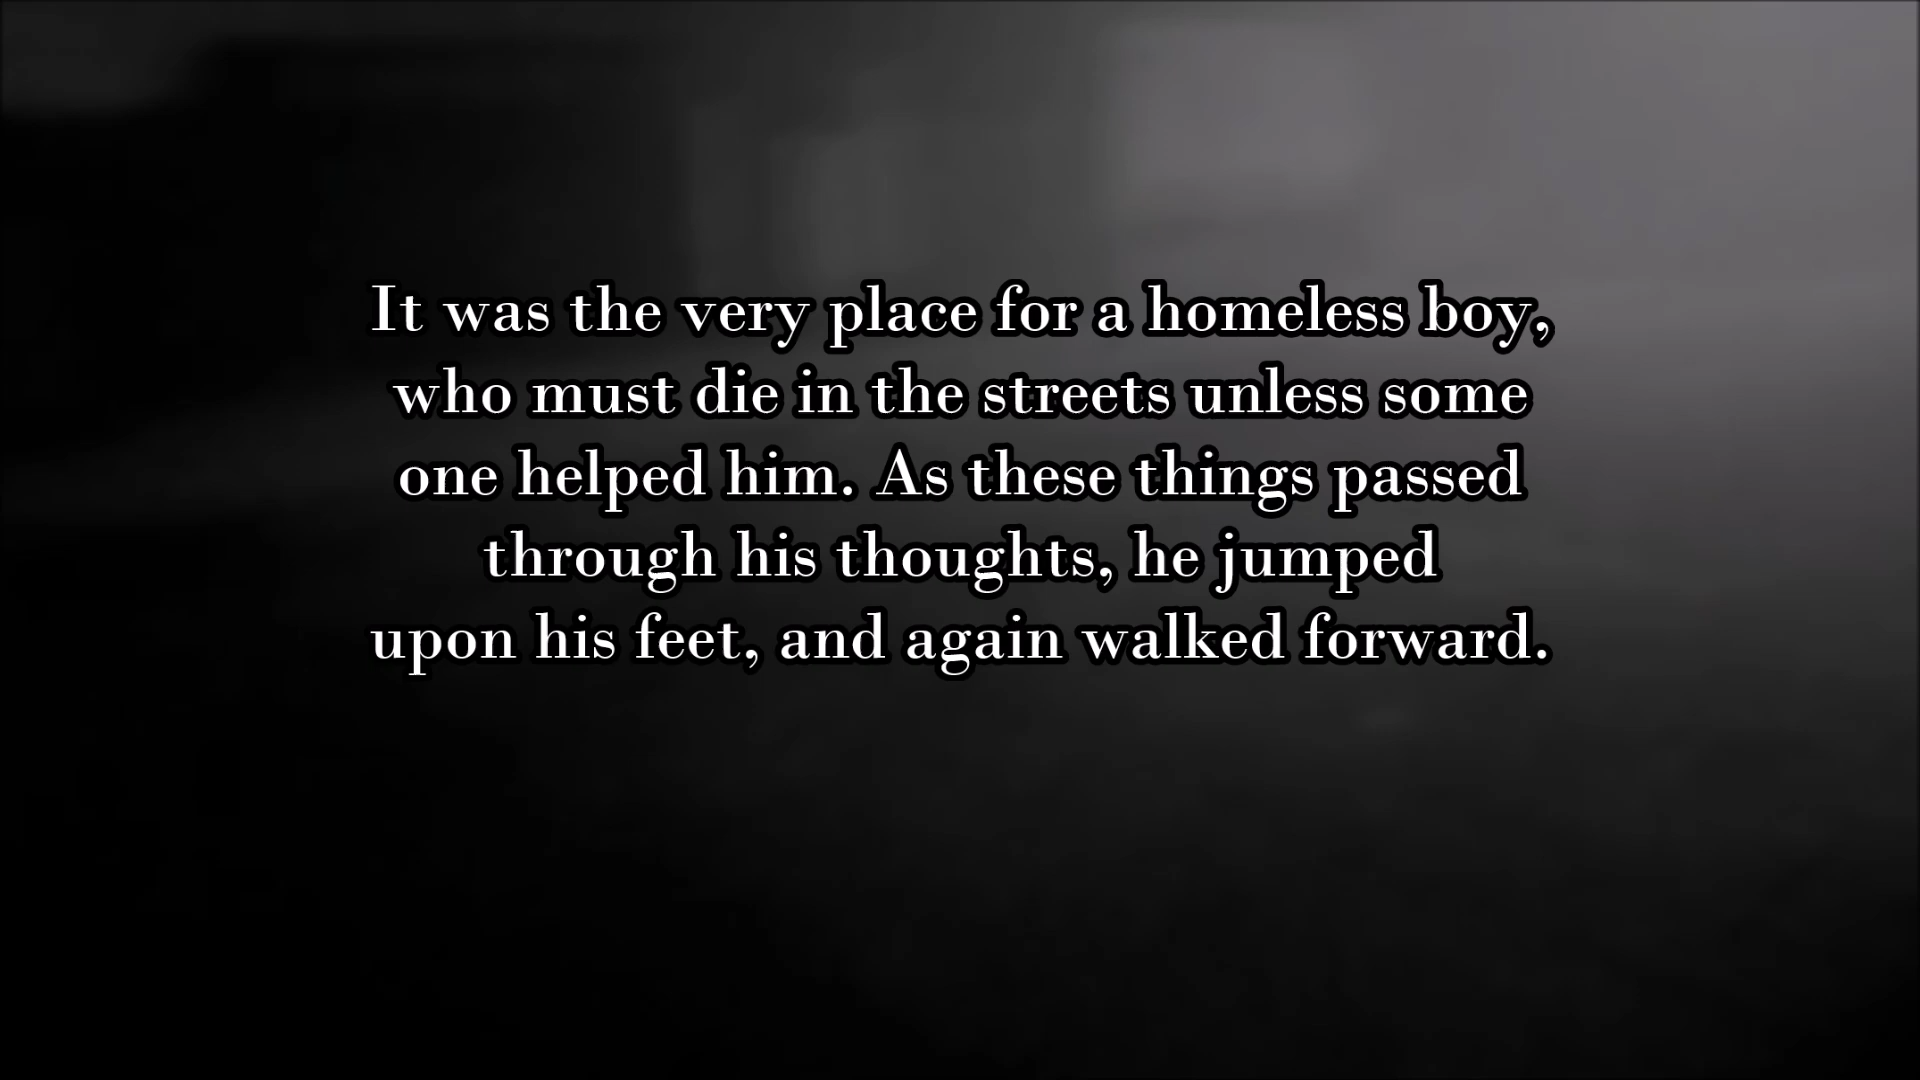 It was the very place for a homeless boy,
who must die in the streets unless some
one helped him. As these things passed
through his thoughts, he jumped
upon his feet, and again walked forward.